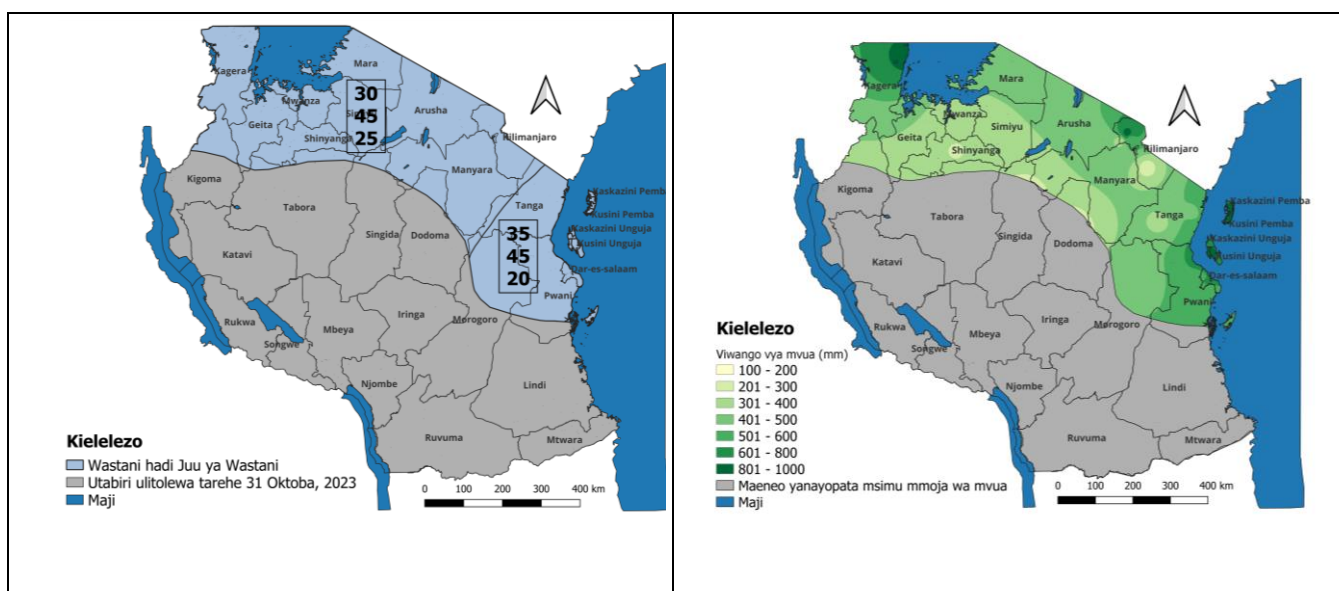 Kagera
Mara
Mwanza
30
45
25
Geita
Shinyanga
Arusha
Kilimanjaro
Manyara
Kigoma
Tabora
Tanga
Kaskazini Pemba
Kusini Pemba
Kaskazini Unguja
Kusini Unguja
Singida
Dodoma
35
45
20
Dar-es-salaam
Katavi
Pwani
Rukwa
Mbeya
Iringa
Morogoro
Songwe
Njombe
Lindi
Ruvuma
Mtwara
Kielelezo
Wastani hadi Juu ya Wastani
Utabiri ulitolewa tarehe 31 Oktoba, 2023
Maji
0 100 200 300 400 km
Kagera
Mara
Mwanza
Geita
Simiyu
Arusha
Shinyanga
Kilimanjaro
Manyara
Kigoma
Tabora
Tanga
Kaskazini Pemba
Kusini Pemba
Kaskazini Unguja
Kusini Unguja
Singida
Dodoma
Dar-es-salaam
Katavi
Pwani
Rukwa
Mbeya
Iringa
Morogoro
Songwe
Njombe
Lindi
Ruvuma
Mtwara
Kielelezo
Viwango vya mvua (mm)
100 - 200
201 - 300
301 - 400
401 - 500
501 - 600
601 - 800
801 - 1000
Maeneo yanayopata msimu mmoja wa mvua
Maji
0 100 200 300 400 km